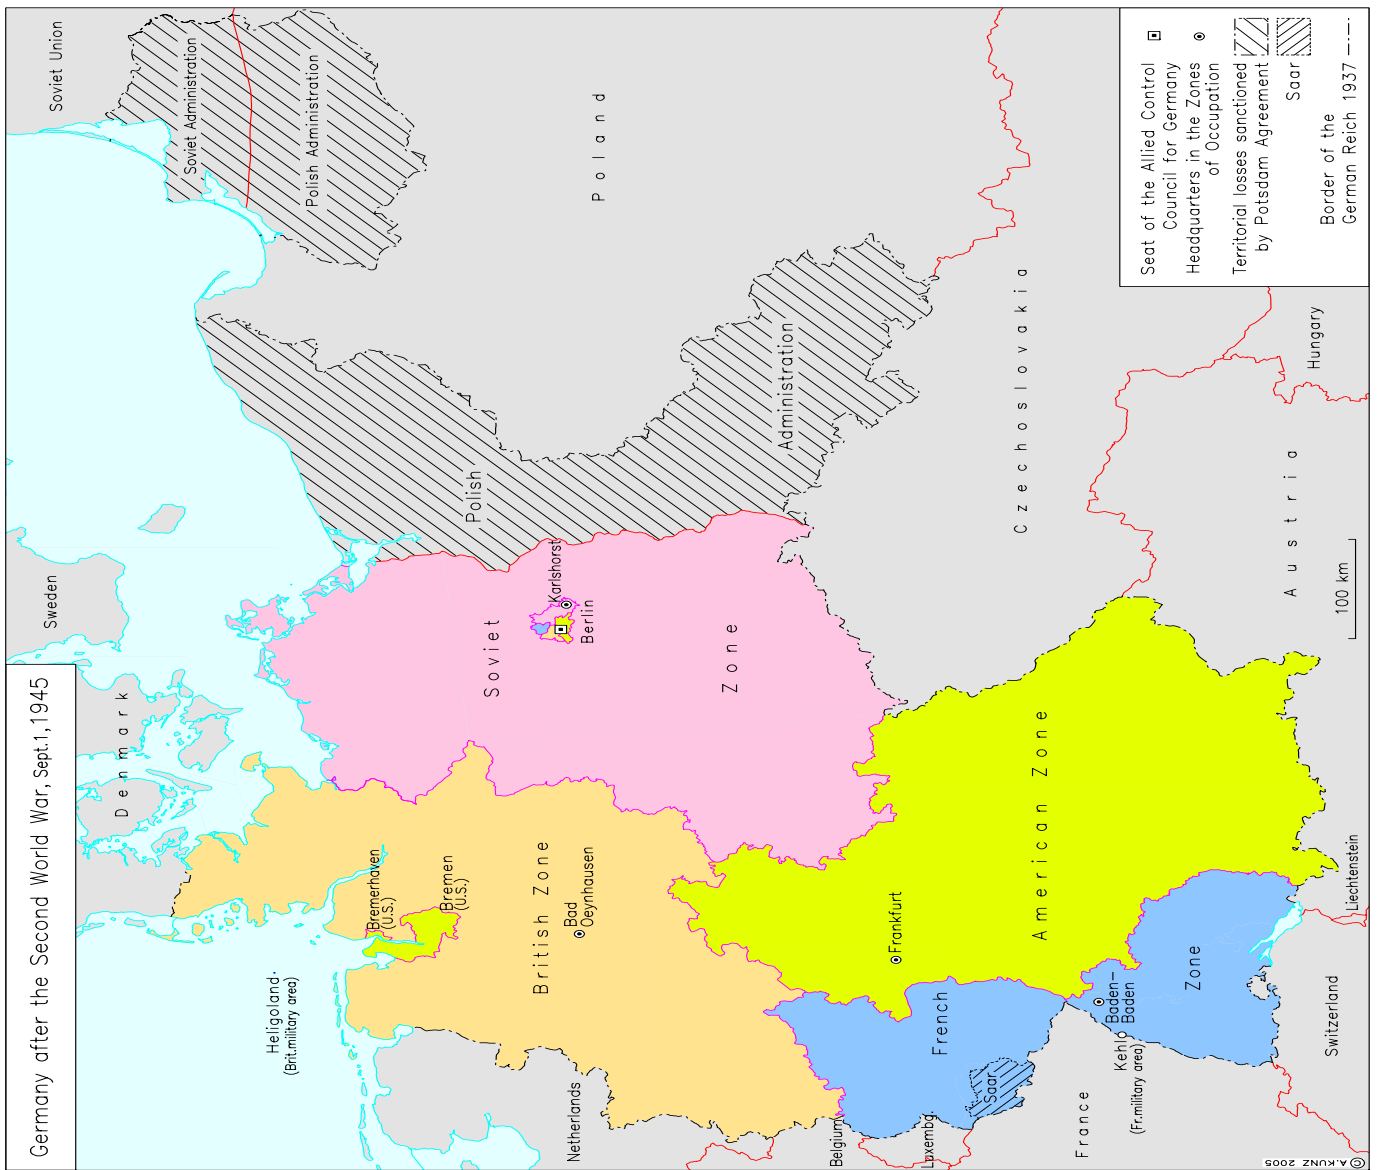 Germany after the Second World War, Sept.1, 1945
Seat of the Allied Control
Council for Germany
Headquarters in the Zones
of Occupation
Territorial losses sanctioned
by Potsdam Agreement
Saar
Border of the
German Reich 1937
Denmark
Sweden
Soviet Union
Heligoland
(Brit.military area)
Soviet Administration
Polish Administration
Bremerhaven
(U.S.)
Bremen
(U.S.)
Polish
Administration
Poland
Soviet
Zone
Karlshorst
Berlin
British Zone
Bad
Oeynhausen
Netherlands
Belgium
Luxembg.
Frankfurt
French
Zone
Saar
American Zone
Czechoslovakia
France
Baden–
Baden
Kehl
(Fr.military area)
Switzerland
Liechtenstein
Austria
Hungary
100 km
© A.KUNZ 2005